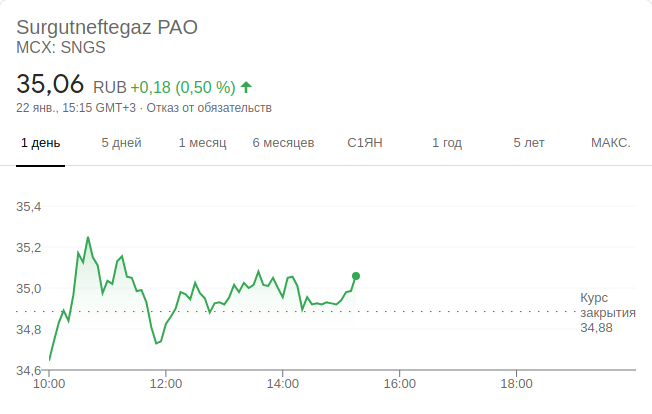 Surgutneftegaz PAO
MCX: SNGS
35,06 RUB +0,18 (0,50 %)
22 янв., 15:15 GMT+3 · Отказ от обязательств
1 день 5 дней 1 месяц 6 месяцев С1ЯН 1 год 5 лет МАКС.
35,4
35,2
35,0
34,8
34,6
Курс
закрытия
34,88
10:00 12:00 14:00 16:00 18:00